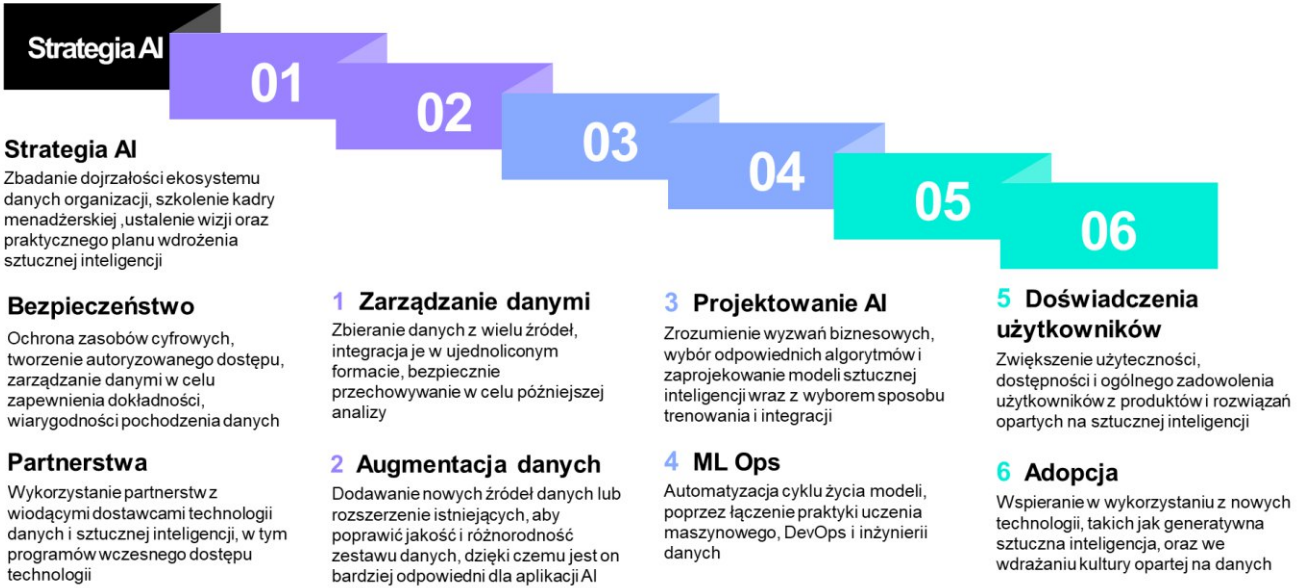 Strategia AI
01
02
03
04
05
06
Strategia AI
Zbadanie dojrzałości ekosystemu
danych organizacji, szkolenie kadry
menadżerskiej ,ustalenie wizji oraz
praktycznego planu wdrożenia
sztucznej inteligencji
Bezpieczeństwo
Ochrona zasobów cyfrowych,
tworzenie autoryzowanego dostępu,
zarządzanie danymi w celu
zapewnienia dokładności,
wiarygodności pochodzenia danych
Partnerstwa
Wykorzystanie partnerstw z
wiodącymi dostawcami technologii
danych i sztucznej inteligencji, w tym
programów wczesnego dostępu
technologii
1 Zarządzanie danymi
Zbieranie danych z wielu źródeł,
integracja je w ujednoliconym
formacie, bezpiecznie
przechowywanie w celu późniejszej
analizy
2 Augmentacja danych
Dodawanie nowych źródeł danych lub
rozszerzenie istniejących, aby
poprawić jakość i różnorodność
zestawu danych, dzięki czemu jest on
bardziej odpowiedni dla aplikacji AI
3 Projektowanie AI
Zrozumienie wyzwań biznesowych,
wybór odpowiednich algorytmów i
zaprojekowanie modeli sztucznej
inteligencji wraz z wyborem sposobu
trenowania i integracji
4 ML Ops
Automatyzacja cyklu życia modeli,
poprzez łączenie praktyki uczenia
maszynowego, DevOps i inżynierii
danych
5 Doświadczenia
użytkowników
Zwiększenie użyteczności,
dostępności i ogólnego zadowolenia
użytkowników z produktów i rozwiązań
opartych na sztucznej inteligencji
6 Adopcja
Wspieranie w wykorzystaniu z nowych
technologii, takich jak generatywna
sztuczna inteligencja, oraz we
wdrażaniu kultury opartej na danych